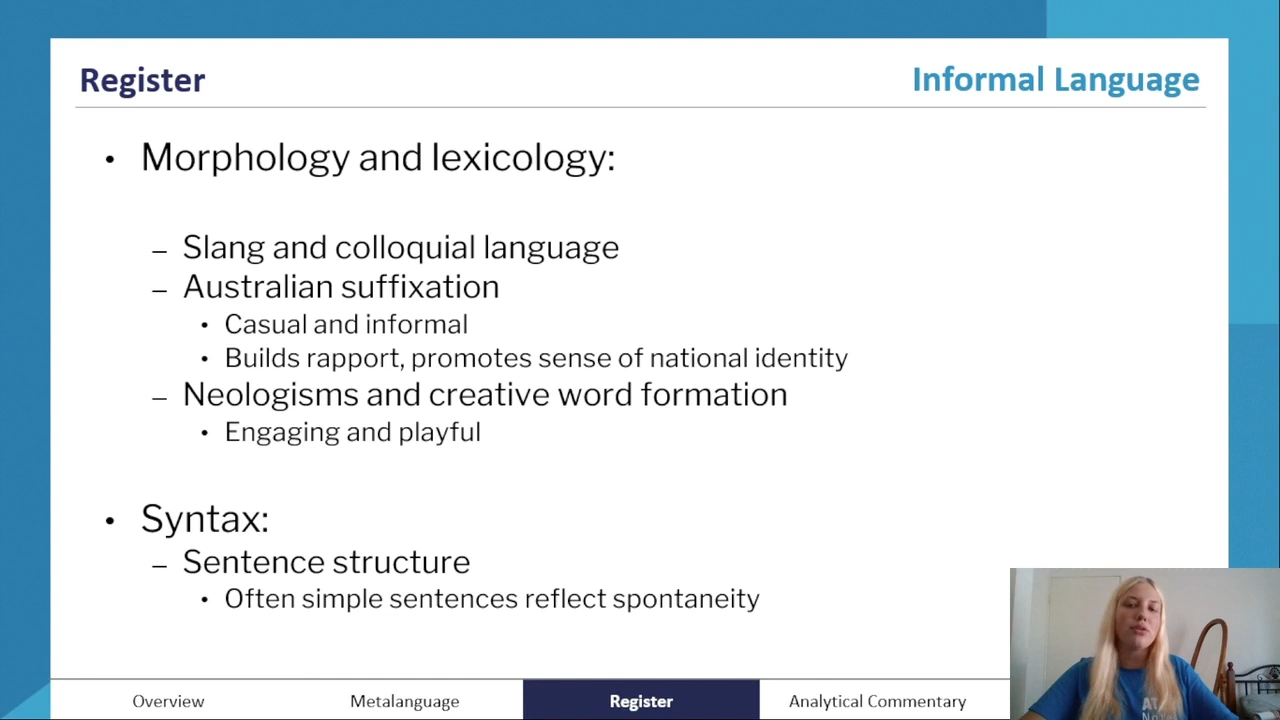 Register
Informal Language
• Morphology and lexicology:
– Slang and colloquial language
– Australian suffixation
• Casual and informal
• Builds rapport, promotes sense of national identity
– Neologisms and creative word formation
• Engaging and playful
• Syntax:
– Sentence structure
• Often simple sentences reflect spontaneity
Overview
Metalanguage
Register
Analytical Commentary